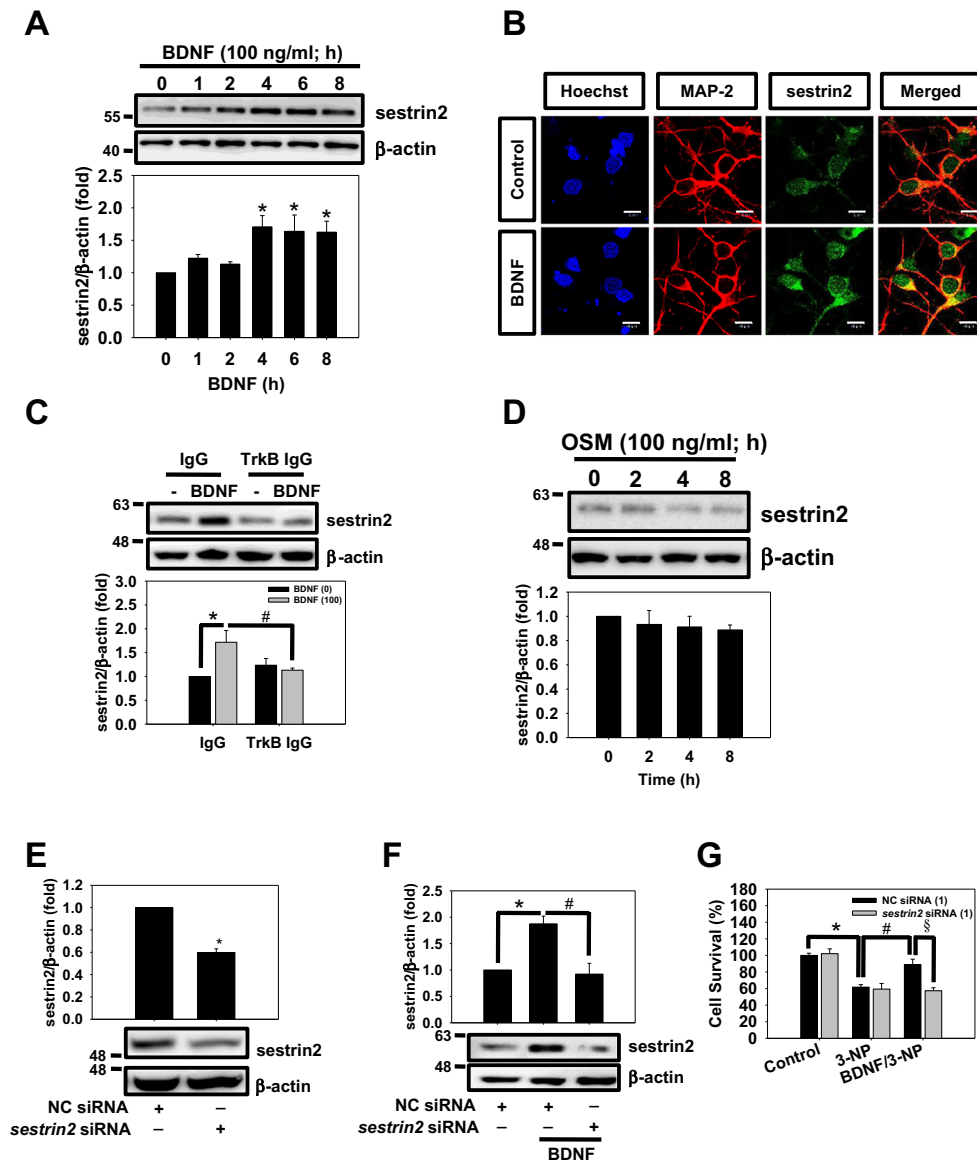 A
BDNF (100 ng/ml; h)
0 1 2 4 6 8
55
sestrin2
40
β-actin
sestrin2/β-actin (fold)
2.5
2.0
1.5
1.0
0.5
0.0
* * *
0 1 2 4 6 8
BDNF (h)
B
Hoechst MAP-2 sestrin2 Merged
Control
BDNF
C
IgG TrkB IgG
- BDNF - BDNF
63
sestrin2
48
β-actin
sestrin2/β-actin (fold)
3.0
2.5
2.0
1.5
1.0
0.5
0.0
BDNF (0)
BDNF (100)
* #
IgG TrkB IgG
D
OSM (100 ng/ml; h)
0 2 4 8
63
sestrin2
48
β-actin
sestrin2/β-actin (fold)
1.2
1.0
0.8
0.6
0.4
0.2
0.0
0 2 4 8
Time (h)
E
sestrin2/β-actin (fold)
1.2
1.0
0.8
0.6
0.4
0.2
0.0
*
48
sestrin2
48
β-actin
NC siRNA + –
sestrin2 siRNA – +
F
sestrin2/β-actin (fold)
2.5
2.0
1.5
1.0
0.5
0.0
* #
63
sestrin2
48
β-actin
NC siRNA + + –
sestrin2 siRNA – – +
BDNF
G
Cell Survival (%)
180
160
140
120
100
80
60
40
20
0
NC siRNA (1)
sestrin2 siRNA (1)
* # §
Control 3-NP BDNF/3-NP